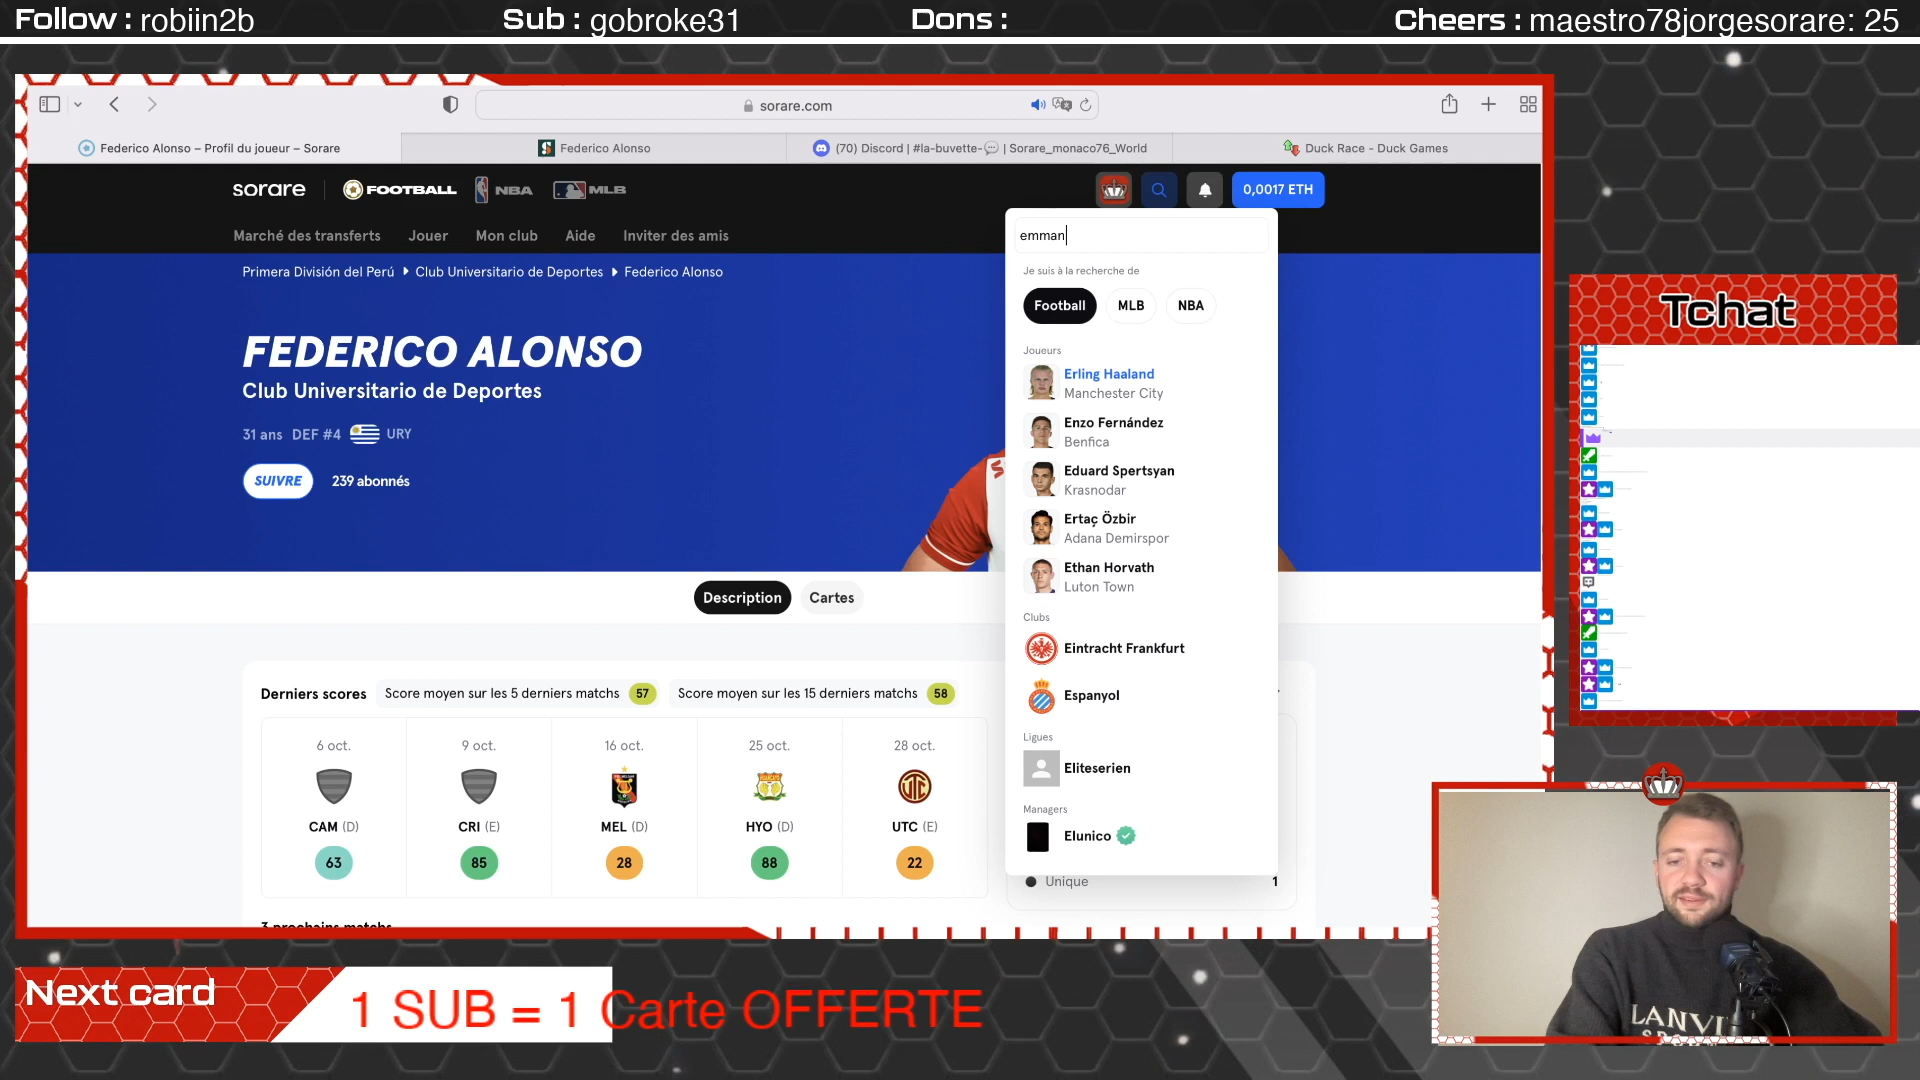 Follow : robiin2b
Sub : gobroke31
Dons :
Cheers : maestro78jorgesorare: 25
sorare.com
Federico Alonso – Profil du joueur – Sorare
Federico Alonso
(70) Discord | #la-buvette-💬 | Sorare_monaco76_World
Duck Race - Duck Games
sorare
FOOTBALL
NBA
MLB
0,0017 ETH
Marché des transferts
Jouer
Mon club
Aide
Inviter des amis
emman
Primera División del Perú
Club Universitario de Deportes
Federico Alonso
FEDERICO ALONSO
Club Universitario de Deportes
31 ans DEF #4 URY
SUIVRE
239 abonnés
Je suis à la recherche de
Football
MLB
NBA
Joueurs
Erling Haaland
Manchester City
Enzo Fernández
Benfica
Eduard Spertsyan
Krasnodar
Ertaç Özbir
Adana Demirspor
Ethan Horvath
Luton Town
Clubs
Eintracht Frankfurt
Espanyol
Ligues
Eliteserien
Managers
Elunico
Unique
1
Description
Cartes
Derniers scores
Score moyen sur les 5 derniers matchs 57
Score moyen sur les 15 derniers matchs 58
6 oct.
9 oct.
16 oct.
25 oct.
28 oct.
UTC
CAM (D)
CRI (E)
MEL (D)
HYO (D)
UTC (E)
63
85
28
88
22
3 prochains matchs
Tchat
LANVI
Next card
1 SUB = 1 Carte OFFERTE